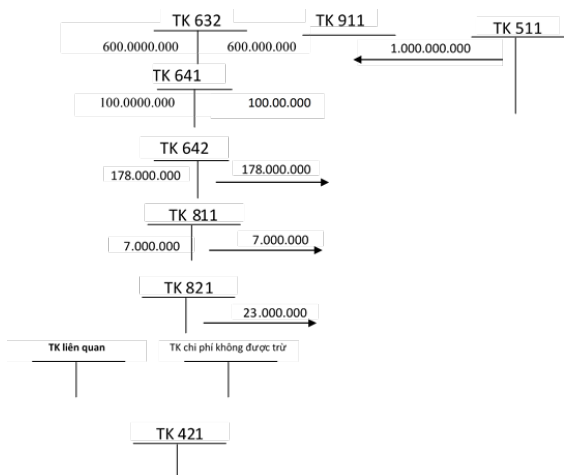 TK 632 TK 911 TK 511
600.0000.000 600.000.000 1.000.000.000
TK 641
100.0000.000 100.00.000
TK 642
178.000.000 178.000.000
TK 811
7.000.000 7.000.000
TK 821
23.000.000
TK liên quan TK chi phí không được trừ
TK 421